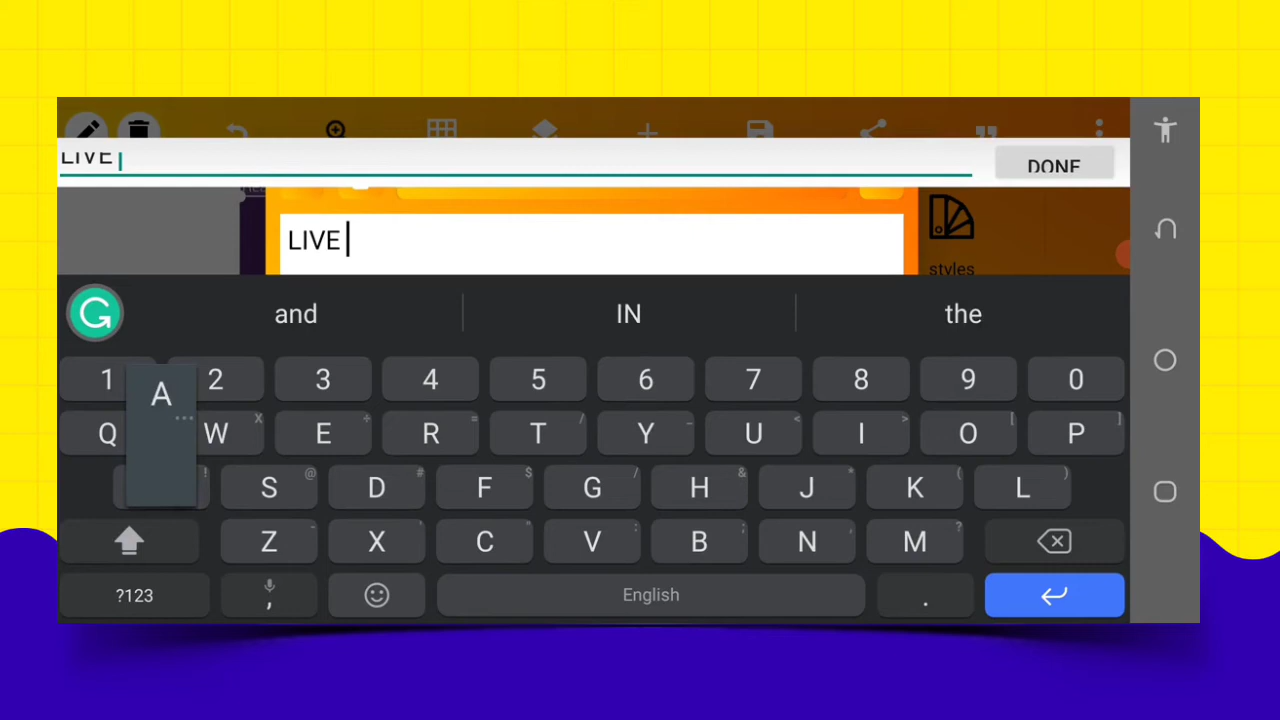 LIVE
DONE
LIVE
styles
and IN the
1 2 3 4 5 6 7 8 9 0
A
Q W E R T Y U I O P
X ÷ = / _ < > [ ]
! @ # $ / & * ( )
S D F G H J K L
- ' " : ; , ?
Z X C V B N M
?123 , English .